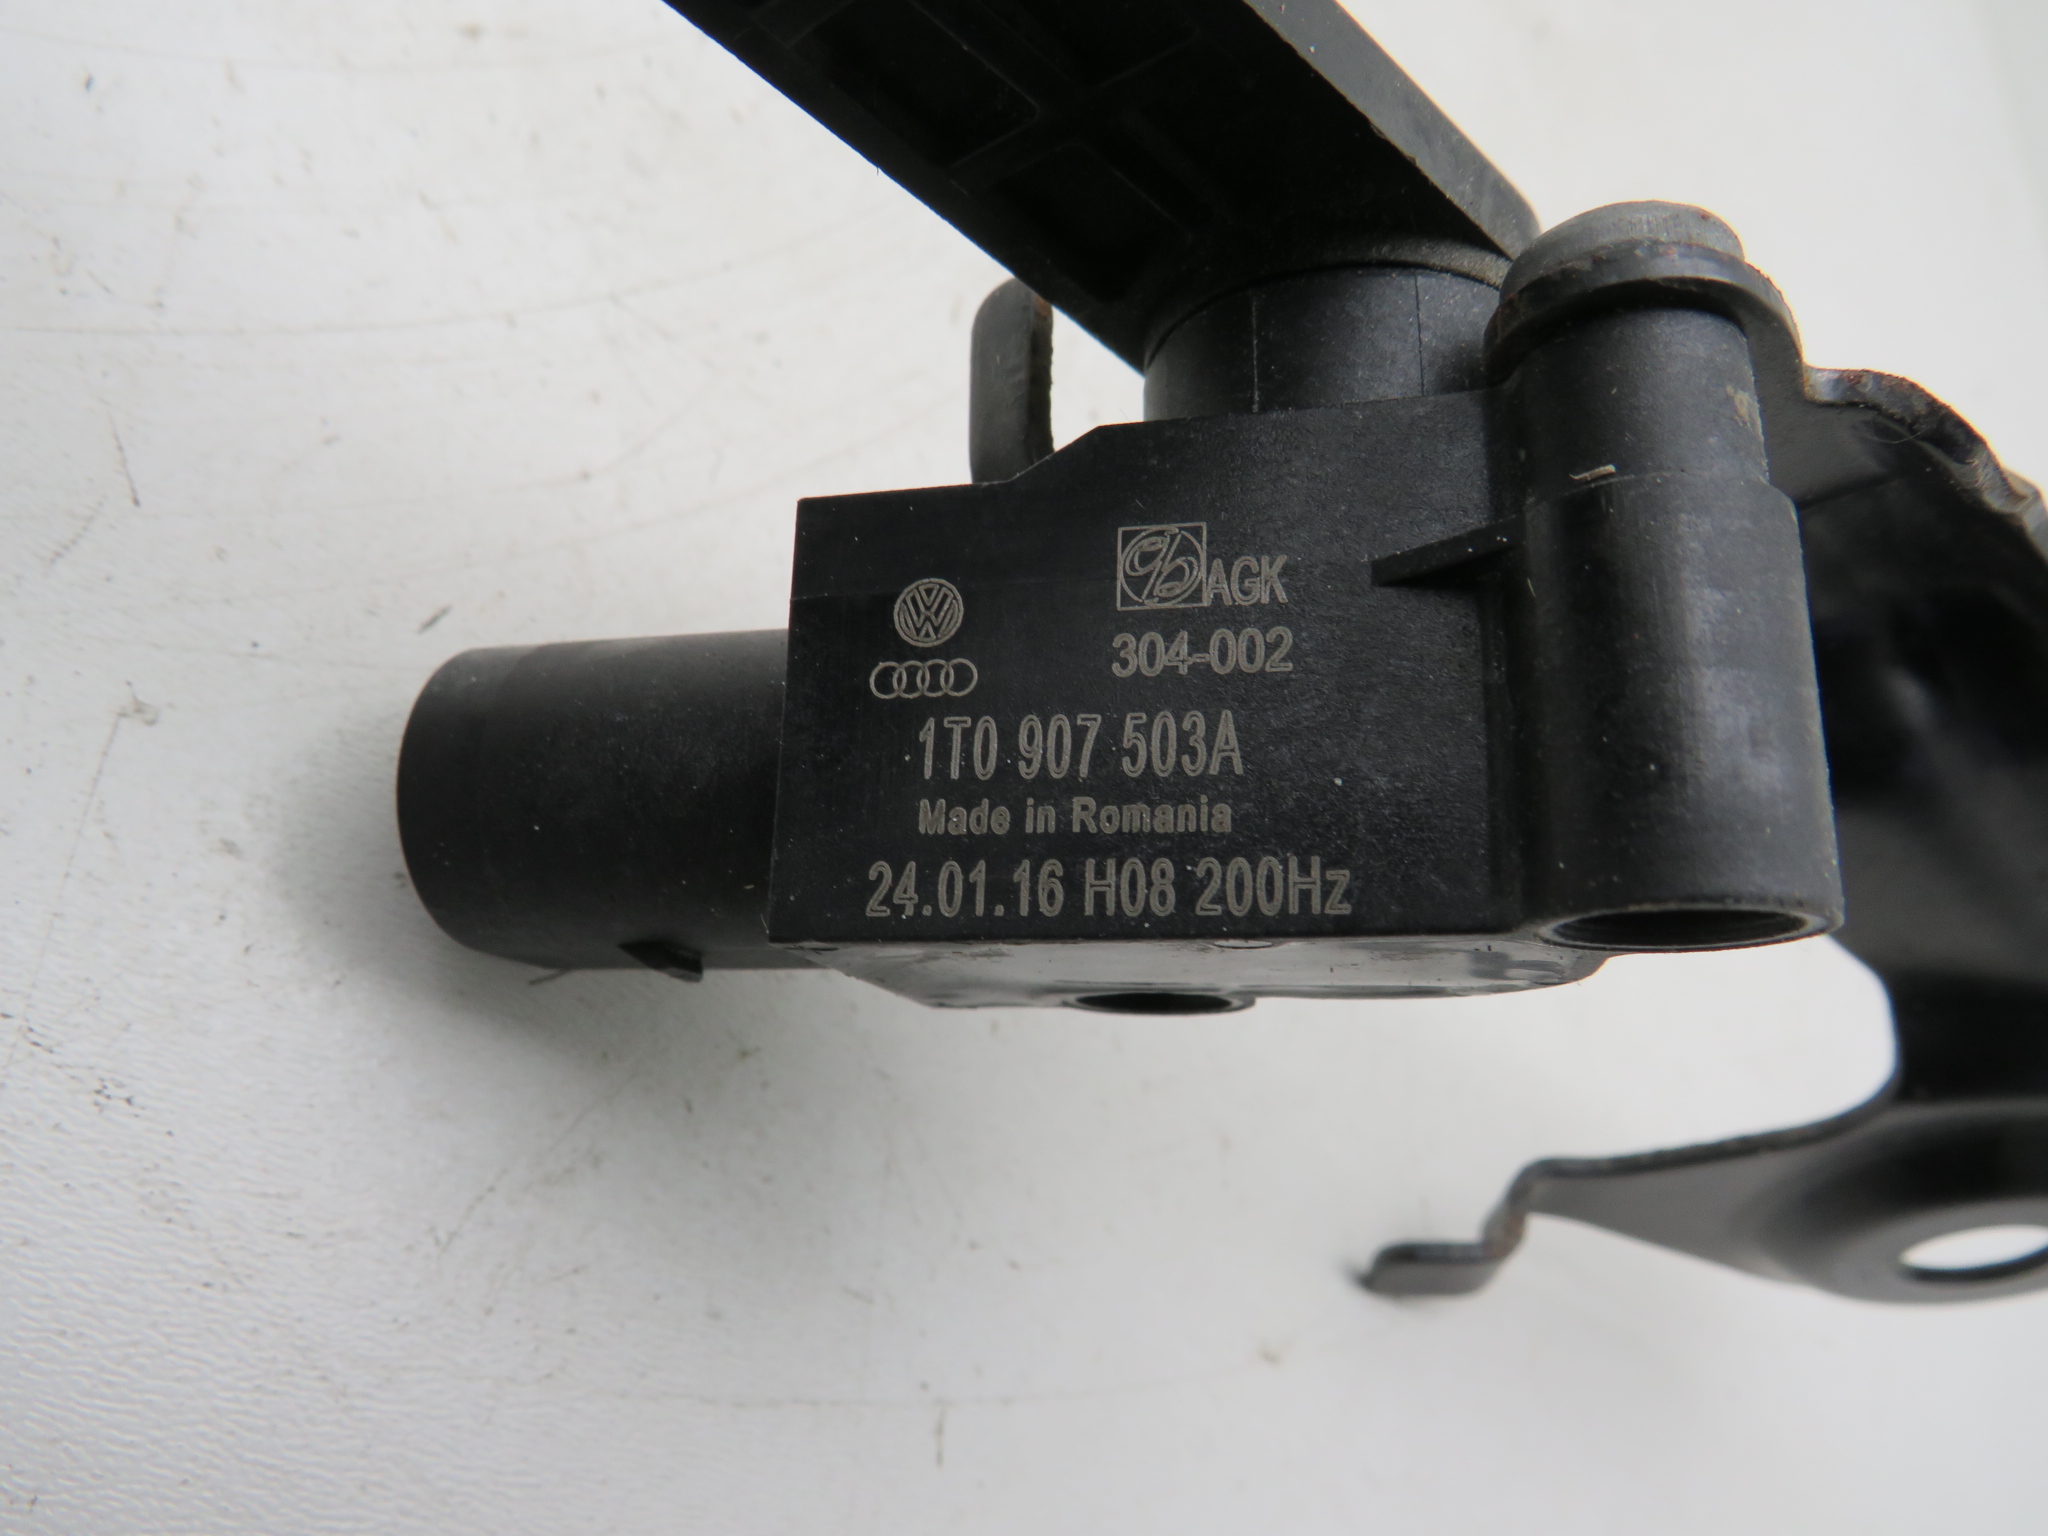 AGK
304-002
1T0 907 503A
Made in Romania
24.01.16 H08 200Hz